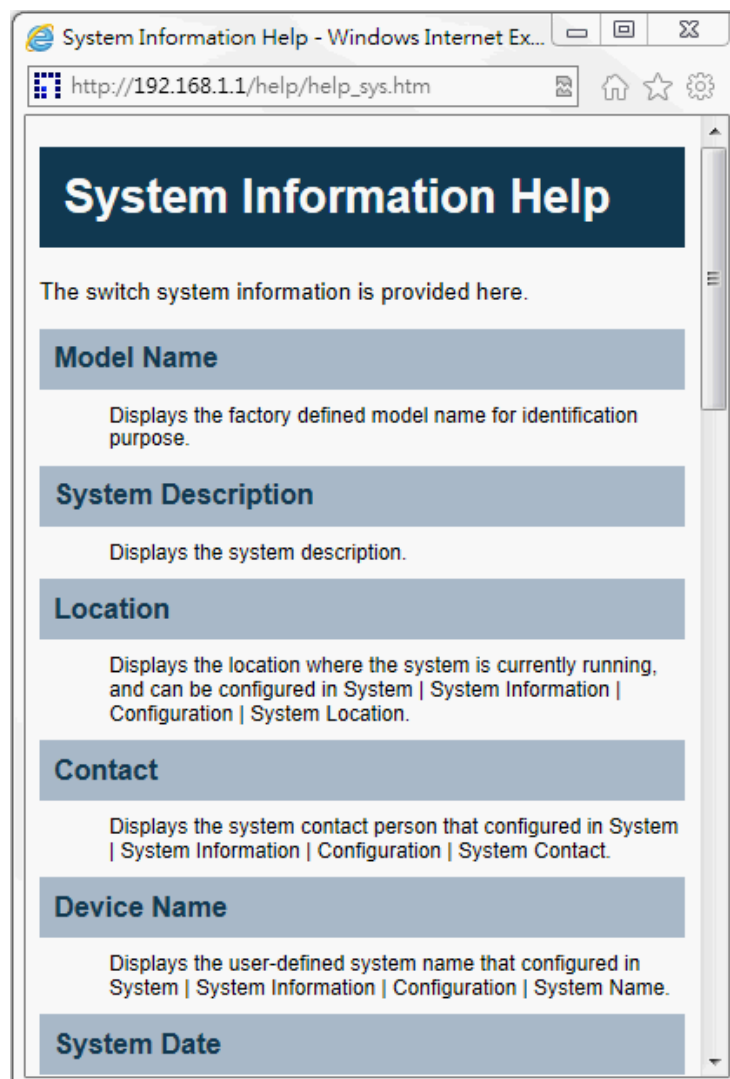 System Information Help - Windows Internet Ex...
http://192.168.1.1/help/help_sys.htm
System Information Help
The switch system information is provided here.
Model Name
Displays the factory defined model name for identification
purpose.
System Description
Displays the system description.
Location
Displays the location where the system is currently running,
and can be configured in System | System Information |
Configuration | System Location.
Contact
Displays the system contact person that configured in System
| System Information | Configuration | System Contact.
Device Name
Displays the user-defined system name that configured in
System | System Information | Configuration | System Name.
System Date